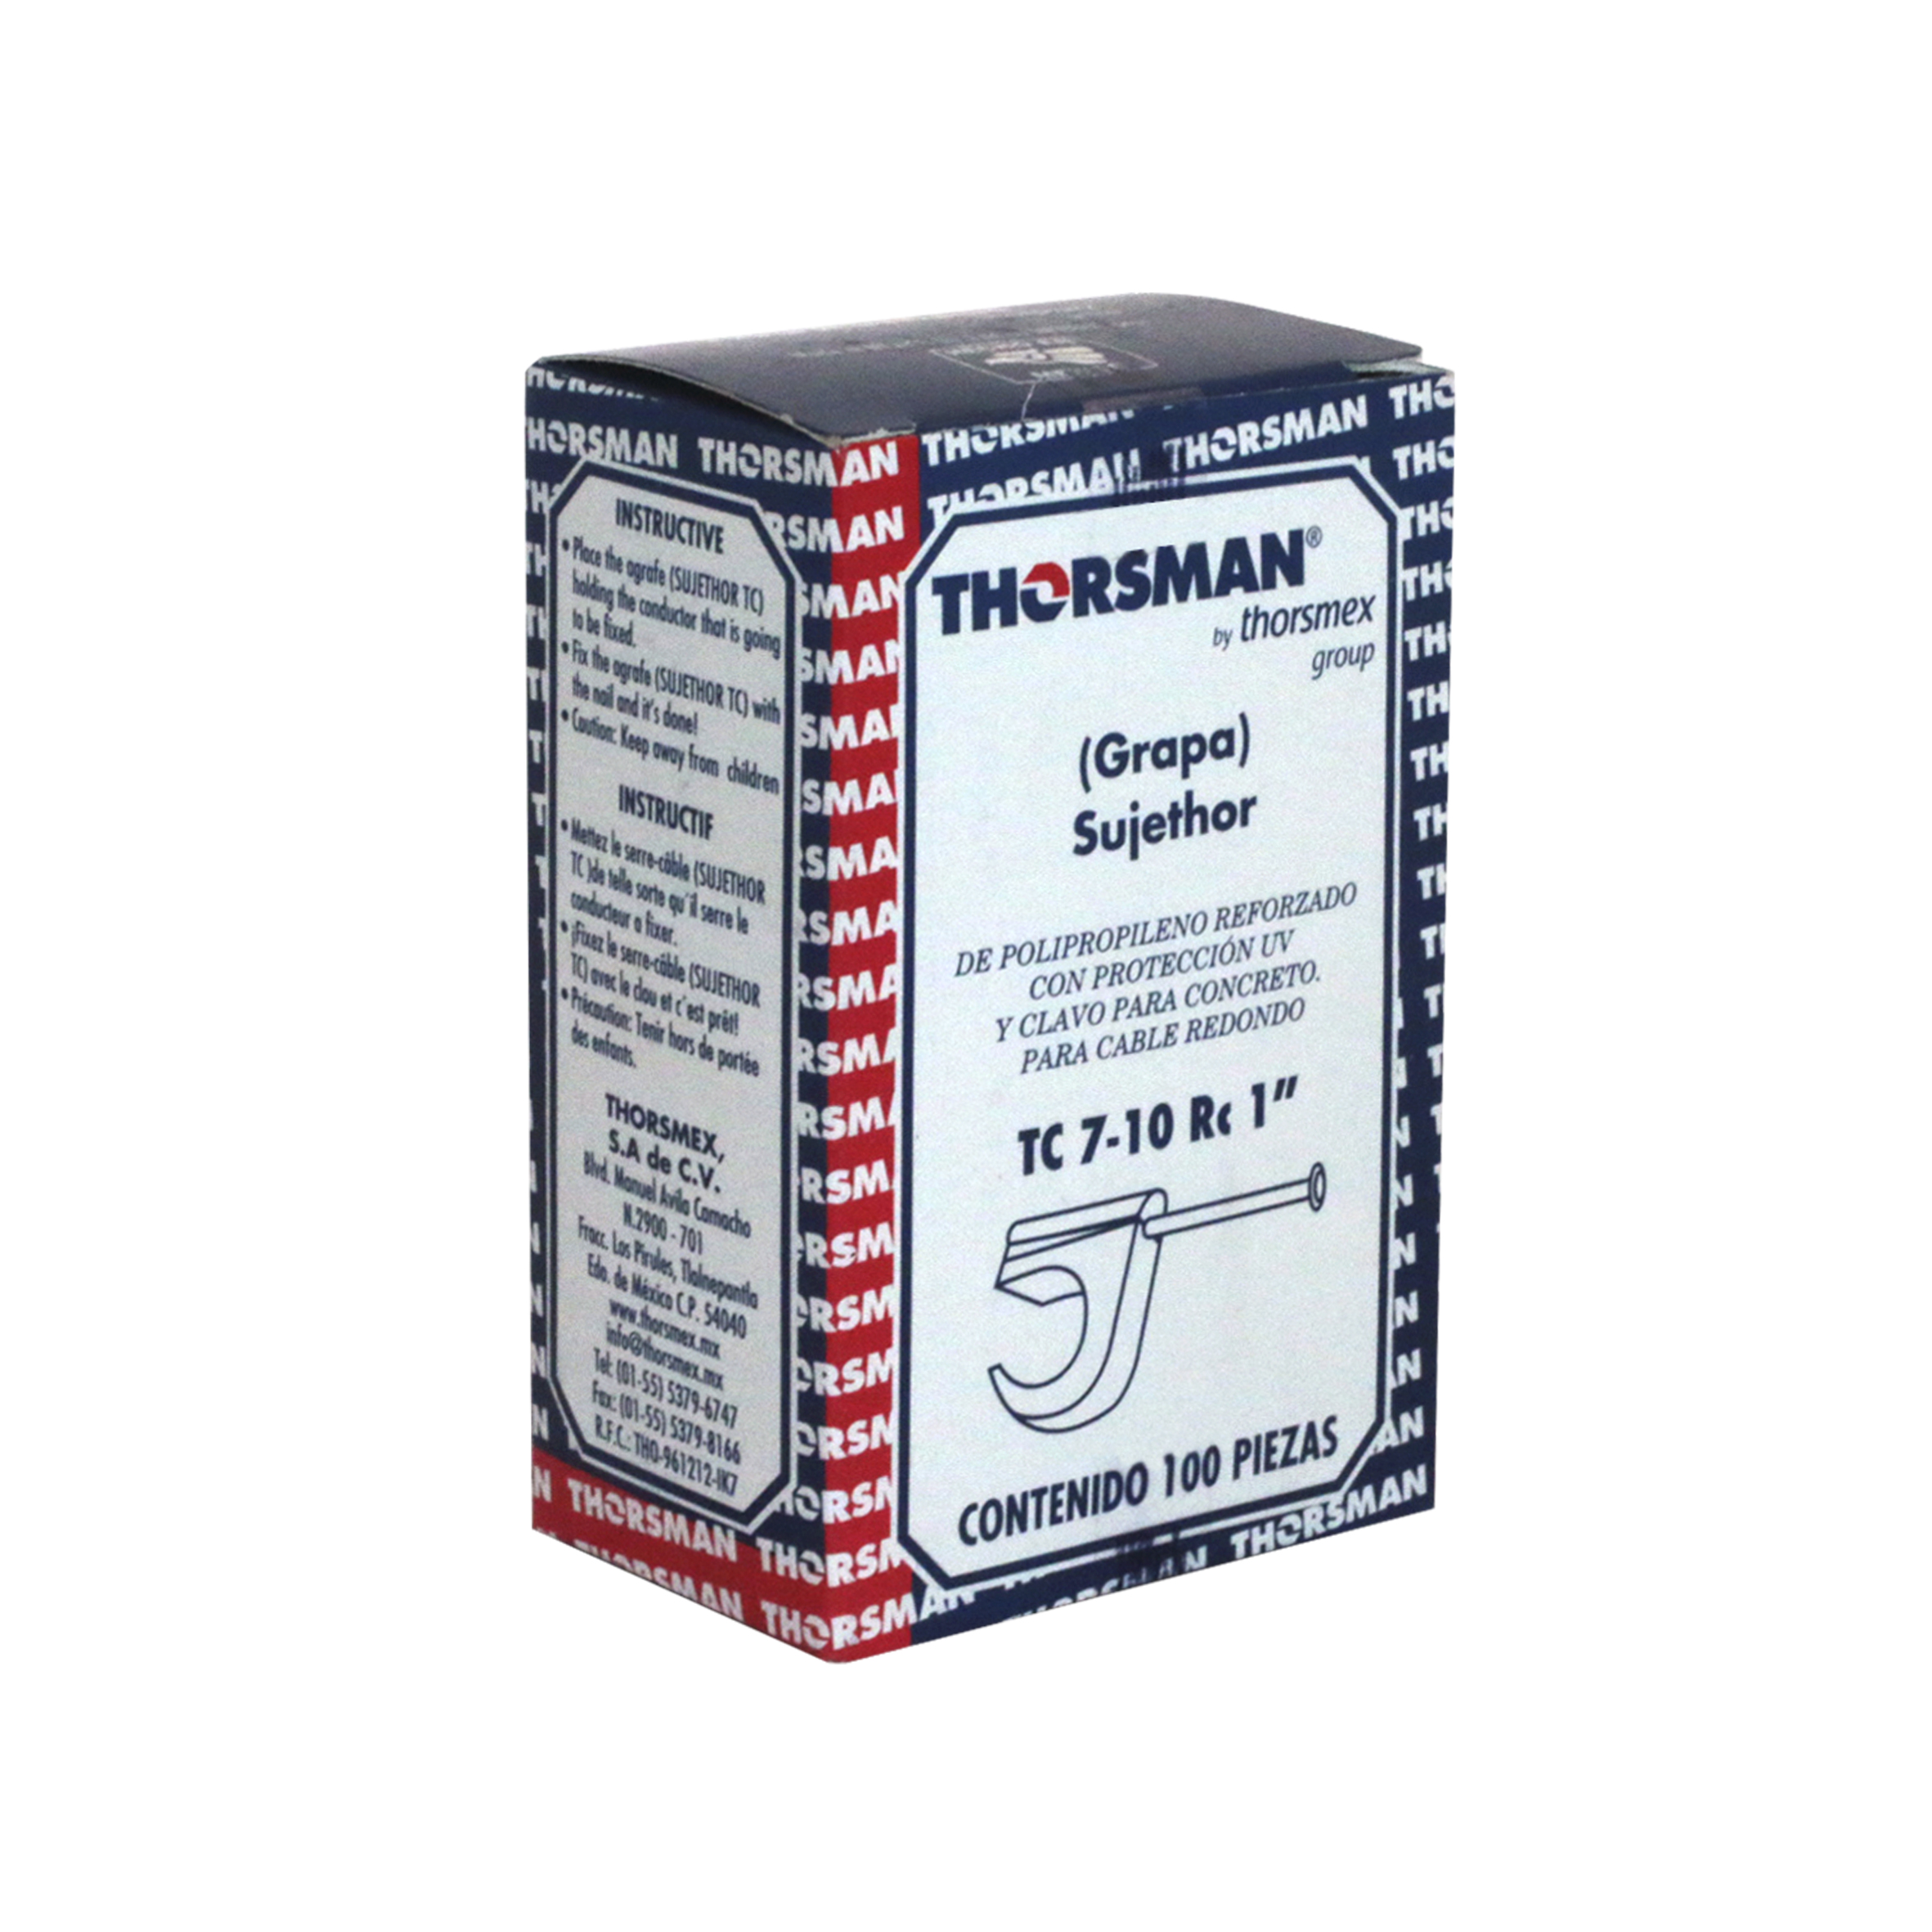 INSTRUCTIVE
• Place the agrafe (SUJETHOR TC)
holding the conductor that is going
to be fixed.
• Fix the agrafe (SUJETHOR TC) with
the nail and it's done!
• Caution: Keep away from children
INSTRUCTIF
• Mettez le serre-câble (SUJETHOR
TC )de telle sorte qu´il serre le
conducteur a fixer.
• ¡Fixez le serre-câble (SUJETHOR
TC) avec le clou et c´est prêt!
• Précaution: Tenir hors de portée
des enfants.
THORSMEX,
S.A de C.V.
Blvd. Manuel Avila Camacho
N.2900 - 701
Fracc. Los Pirules, Tlalnepantla
Edo. de México C.P. 54040
www.thorsmex.mx
info@thorsmex.mx
Tel: (01-55) 5379-6747
Fax: (01-55) 5379-8166
R.F.C.: THO-961212-IK7
THORSMAN®
by thorsmex
group
(Grapa)
Sujethor
DE POLIPROPILENO REFORZADO
CON PROTECCIÓN UV
Y CLAVO PARA CONCRETO.
PARA CABLE REDONDO
TC 7-10 Rc 1"
CONTENIDO 100 PIEZAS
THORSMAN THORSMAN
THORSMAN
THORSMAN
THORSMAN
THORSMAN
THORSMAN